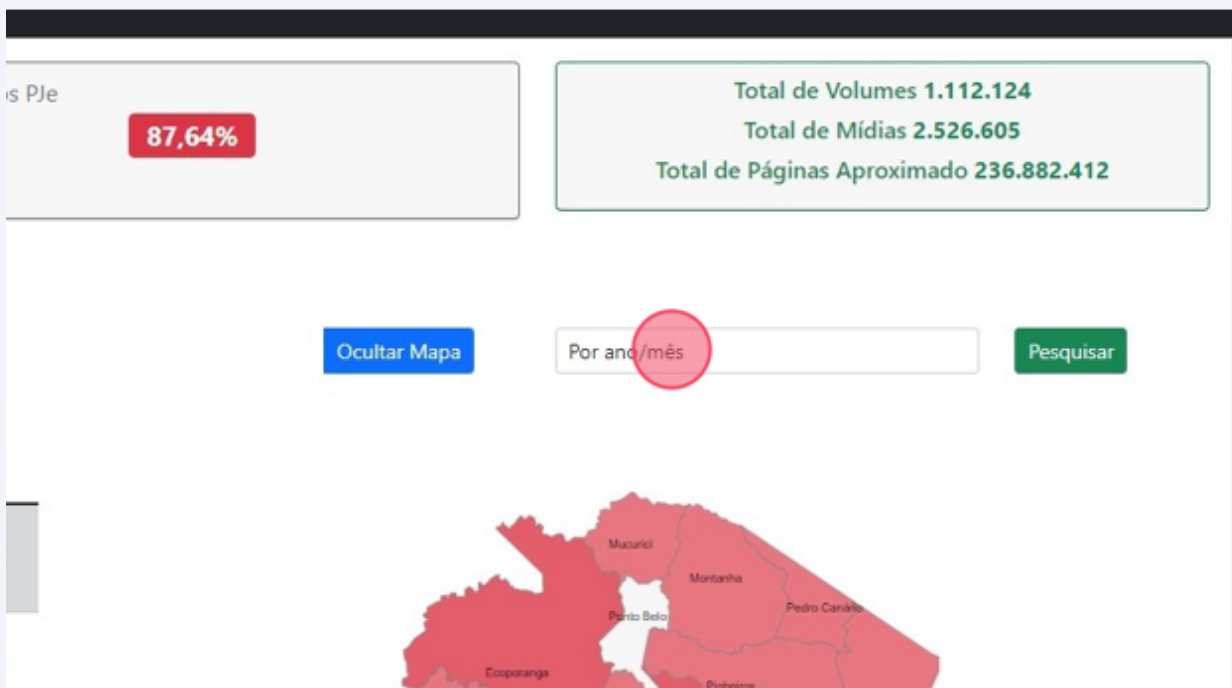 s PJe
87,64%
Total de Volumes 1.112.124
Total de Mídias 2.526.605
Total de Páginas Aproximado 236.882.412
Ocultar Mapa
Por ano/mês
Pesquisar
Mucurici
Montanha
Pedro Canário
Ponto Belo
Ecoporanga
Pinheiros